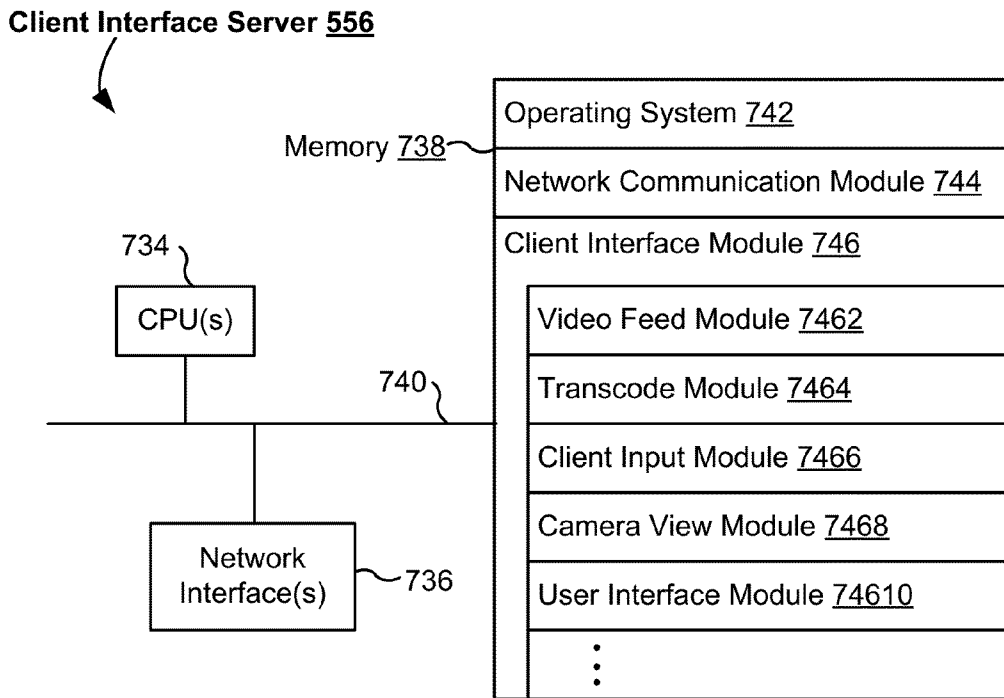 Client Interface Server 556
Operating System 742
Memory 738
Network Communication Module 744
Client Interface Module 746
734
CPU(s)
Video Feed Module 7462
740
Transcode Module 7464
Client Input Module 7466
Camera View Module 7468
Network
Interface(s)
736
User Interface Module 74610